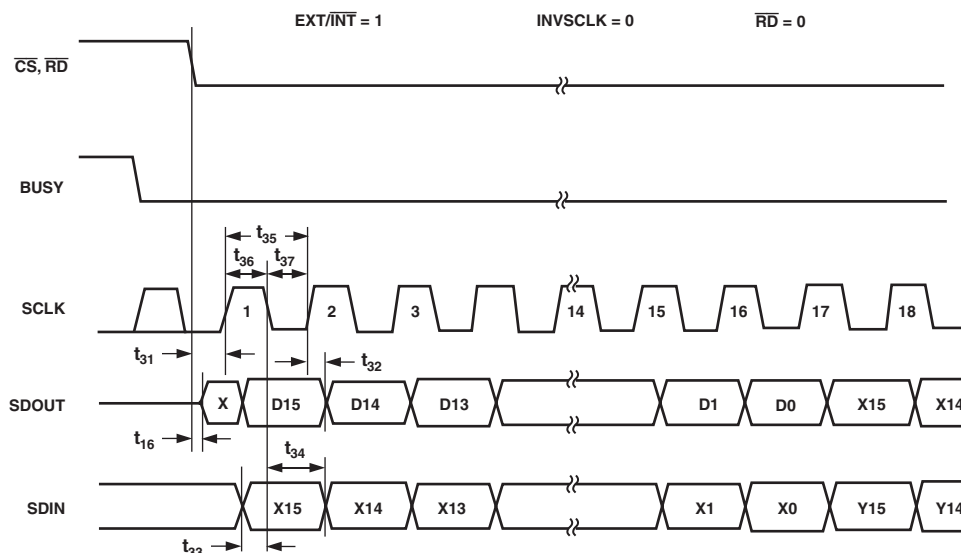 EXT/INT = 1 INVSCLK = 0 RD = 0
CS, RD
BUSY
t35
t36 t37
SCLK 1 2 3 14 15 16 17 18
t31 t32
SDOUT X D15 D14 D13 D1 D0 X15 X14
t16
t34
SDIN X15 X14 X13 X1 X0 Y15 Y14
t33